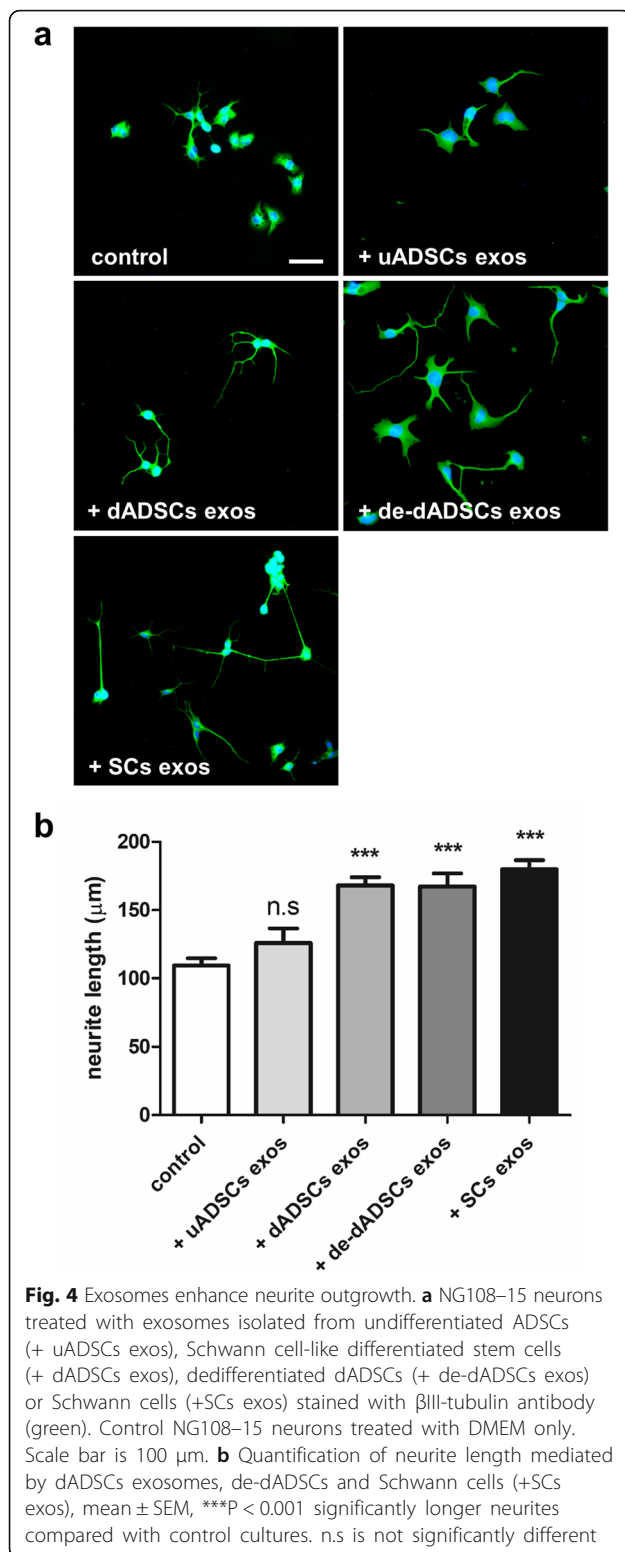 a
control
+ uADSCs exos
+ dADSCs exos
+ de-dADSCs exos
+ SCs exos
b
neurite length (μm)
200
150
100
50
0
n.s
***
***
***
control
+ uADSCs exos
+ dADSCs exos
+ de-dADSCs exos
+ SCs exos
Fig. 4 Exosomes enhance neurite outgrowth. a NG108–15 neurons
treated with exosomes isolated from undifferentiated ADSCs
(+ uADSCs exos), Schwann cell-like differentiated stem cells
(+ dADSCs exos), dedifferentiated dADSCs (+ de-dADSCs exos)
or Schwann cells (+SCs exos) stained with βIII-tubulin antibody
(green). Control NG108–15 neurons treated with DMEM only.
Scale bar is 100 μm. b Quantification of neurite length mediated
by dADSCs exosomes, de-dADSCs and Schwann cells (+SCs
exos), mean ± SEM, ***P < 0.001 significantly longer neurites
compared with control cultures. n.s is not significantly different